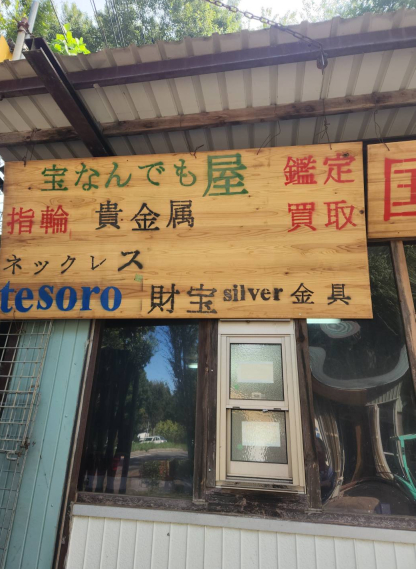 宝なんでも屋 鑑定
指輪 貴金属 買取
ネックレス
tesoro 財宝 silver 金具